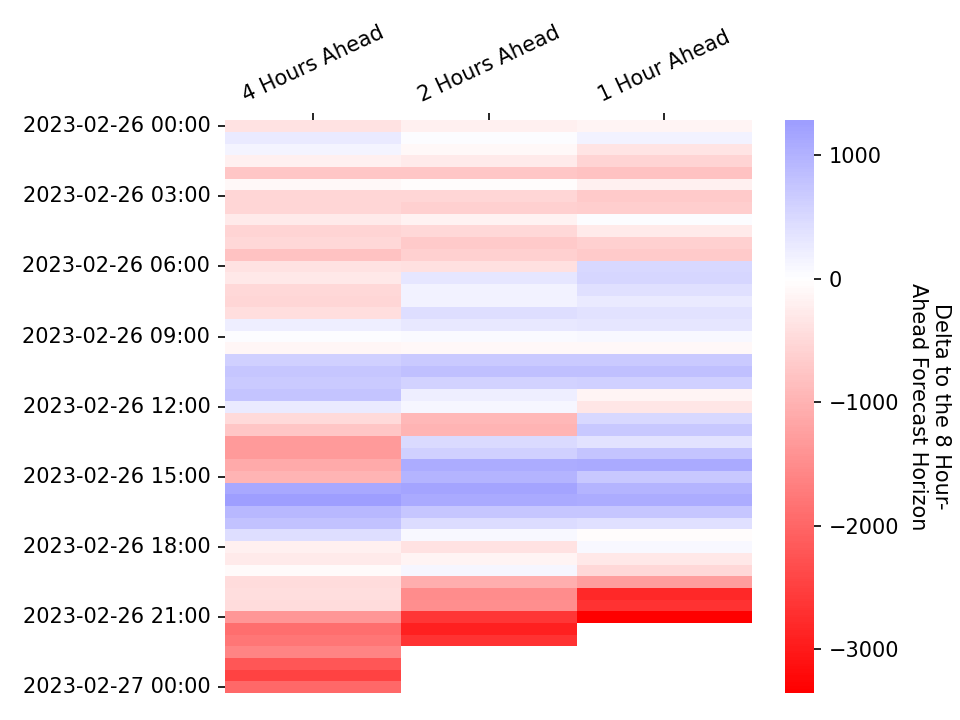 4 Hours Ahead
2 Hours Ahead
1 Hour Ahead
2023-02-26 00:00
2023-02-26 03:00
2023-02-26 06:00
2023-02-26 09:00
2023-02-26 12:00
2023-02-26 15:00
2023-02-26 18:00
2023-02-26 21:00
2023-02-27 00:00
1000
0
−1000
−2000
−3000
Delta to the 8 Hour-
Ahead Forecast Horizon